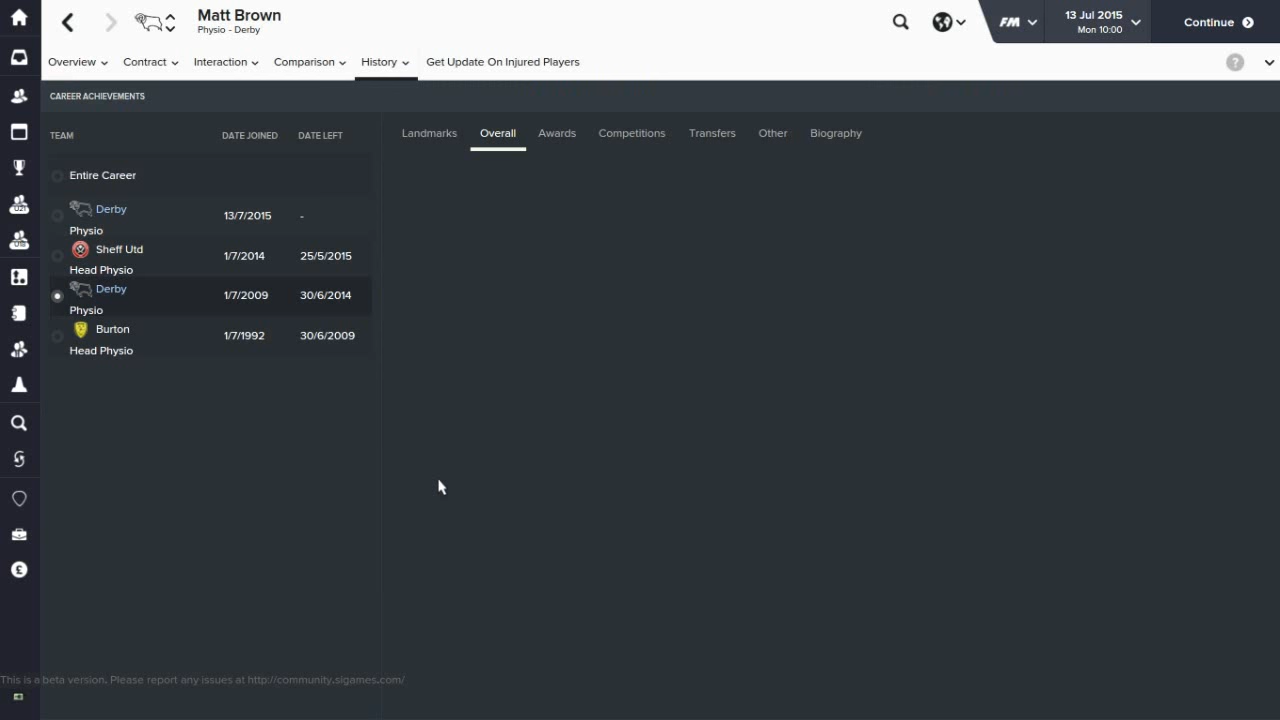 Matt Brown
Physio - Derby
FM
13 Jul 2015
Mon 10:00
Continue
Overview
Contract
Interaction
Comparison
History
Get Update On Injured Players
?
CAREER ACHIEVEMENTS
TEAM DATE JOINED DATE LEFT
Landmarks Overall Awards Competitions Transfers Other Biography
Entire Career
Derby 13/7/2015 -
Physio
Sheff Utd 1/7/2014 25/5/2015
Head Physio
Derby 1/7/2009 30/6/2014
Physio
Burton 1/7/1992 30/6/2009
Head Physio
This is a beta version. Please report any issues at http://community.sigames.com/